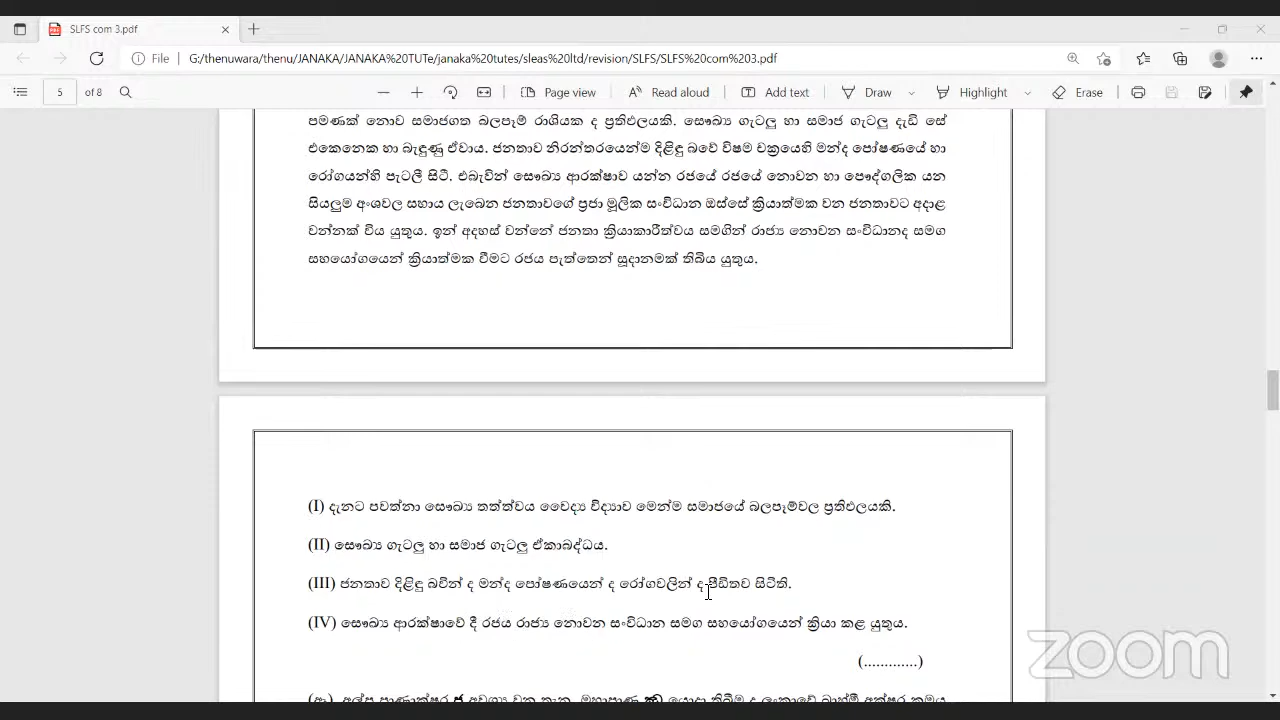 SLFS com 3.pdf
File G:/thenuwara/thenu/JANAKA/JANAKA%20TUTe/janaka%20tutes/sleas%20ltd/revision/SLFS/SLFS%20com%203.pdf
5 of 8 Page view Read aloud Add text Draw Highlight Erase
පමණක් නොව සමාජගත බලපෑම් රාශියක ද ප්‍රතිඵලයකි. සෞඛ්‍ය ගැටලු හා සමාජ ගැටලු දැඩි සේ
එකෙනෙක හා බැඳුණු ඒවාය. ජනතාව නිරන්තරයෙන්ම දිළිඳු බවේ විෂම චක්‍රයෙහි මන්ද පෝෂණයේ හා
රෝගයන්හි පැටලී සිටී. එබැවින් සෞඛ්‍ය ආරක්ෂාව යන්න රජයේ රජයේ නොවන හා පෞද්ගලික යන
සියලුම අංශවල සහාය ලැබෙන ජනතාවගේ ප්‍රජා මූලික සංවිධාන ඔස්සේ ක්‍රියාත්මක වන ජනතාවට අදාළ
වන්නක් විය යුතුය. ඉන් අදහස් වන්නේ ජනතා ක්‍රියාකාරීත්වය සමගින් රාජ්‍ය නොවන සංවිධානද සමග
සහයෝගයෙන් ක්‍රියාත්මක වීමට රජය පැත්තෙන් සූදානමක් තිබිය යුතුය.
(I) දැනට පවත්නා සෞඛ්‍ය තත්ත්වය වෛද්‍ය විද්‍යාව මෙන්ම සමාජයේ බලපෑම්වල ප්‍රතිඵලයකි.
(II) සෞඛ්‍ය ගැටලු හා සමාජ ගැටලු ඒකාබද්ධය.
(III) ජනතාව දිළිඳු බවින් ද මන්ද පෝෂණයෙන් ද රෝගවලින් ද පීඩිතව සිටිති.
(IV) සෞඛ්‍ය ආරක්ෂාවේ දී රජය රාජ්‍ය නොවන සංවිධාන සමග සහයෝගයෙන් ක්‍රියා කළ යුතුය.
(.............)
zoom